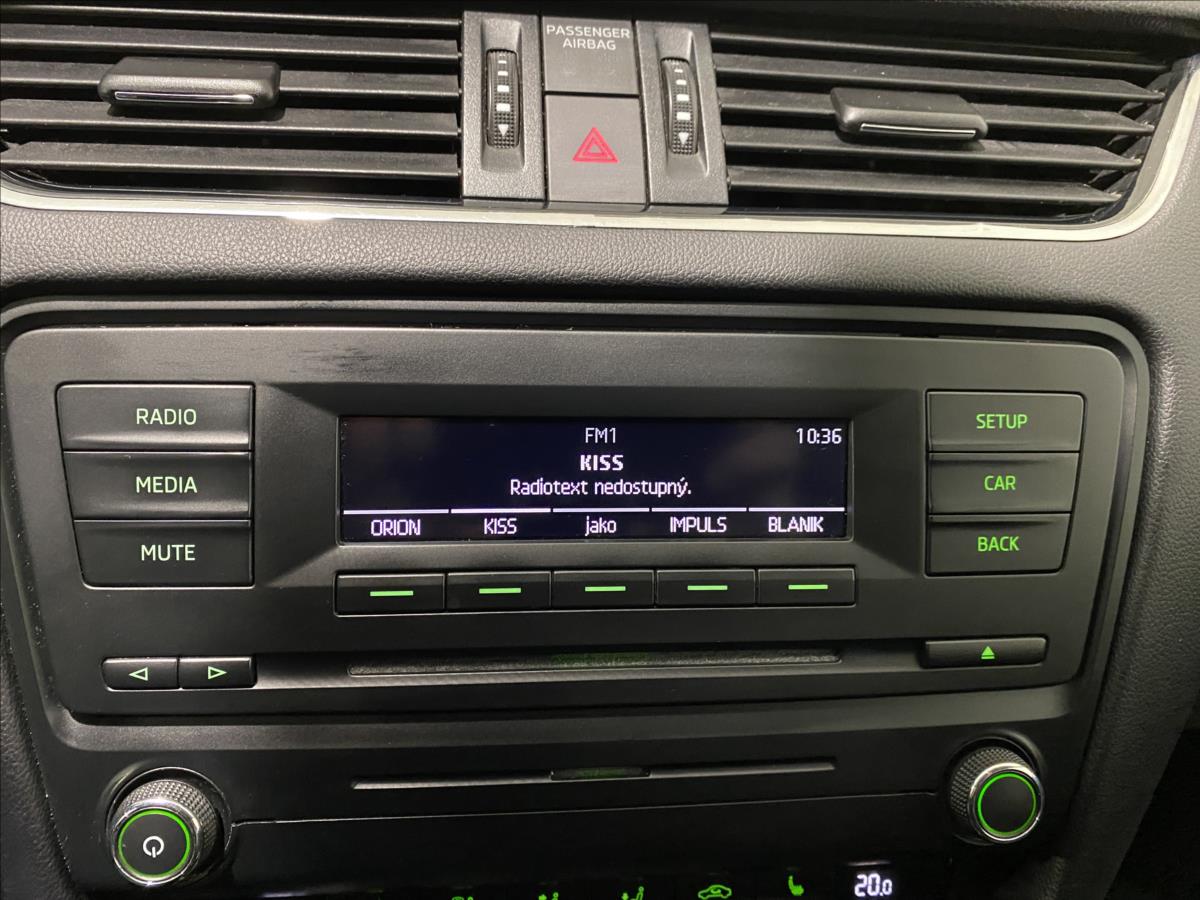 PASSENGER
AIRBAG
RADIO
MEDIA
MUTE
FM1
10:36
KISS
Radiotext nedostupný.
ORION KISS jako IMPULS BLANIK
SETUP
CAR
BACK
20.0